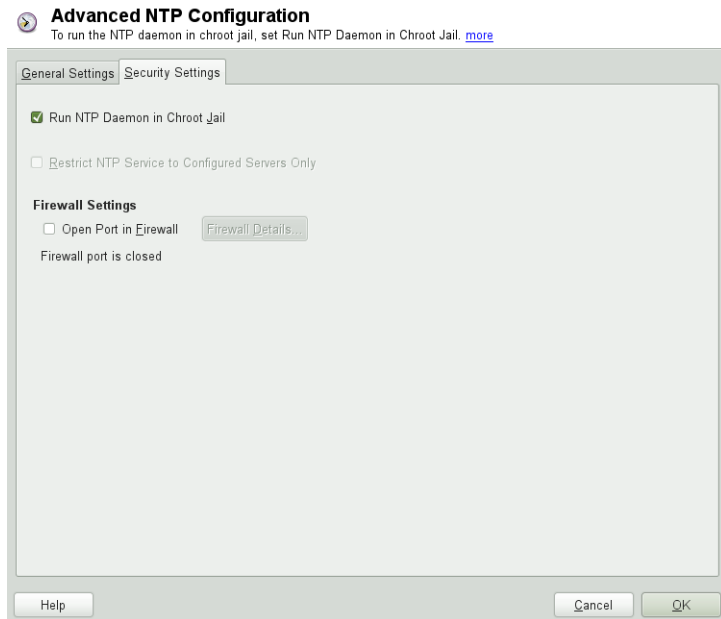 Advanced NTP Configuration
To run the NTP daemon in chroot jail, set Run NTP Daemon in Chroot Jail. more
General Settings Security Settings
Run NTP Daemon in Chroot Jail
Restrict NTP Service to Configured Servers Only
Firewall Settings
Open Port in Firewall Firewall Details...
Firewall port is closed
Help Cancel OK